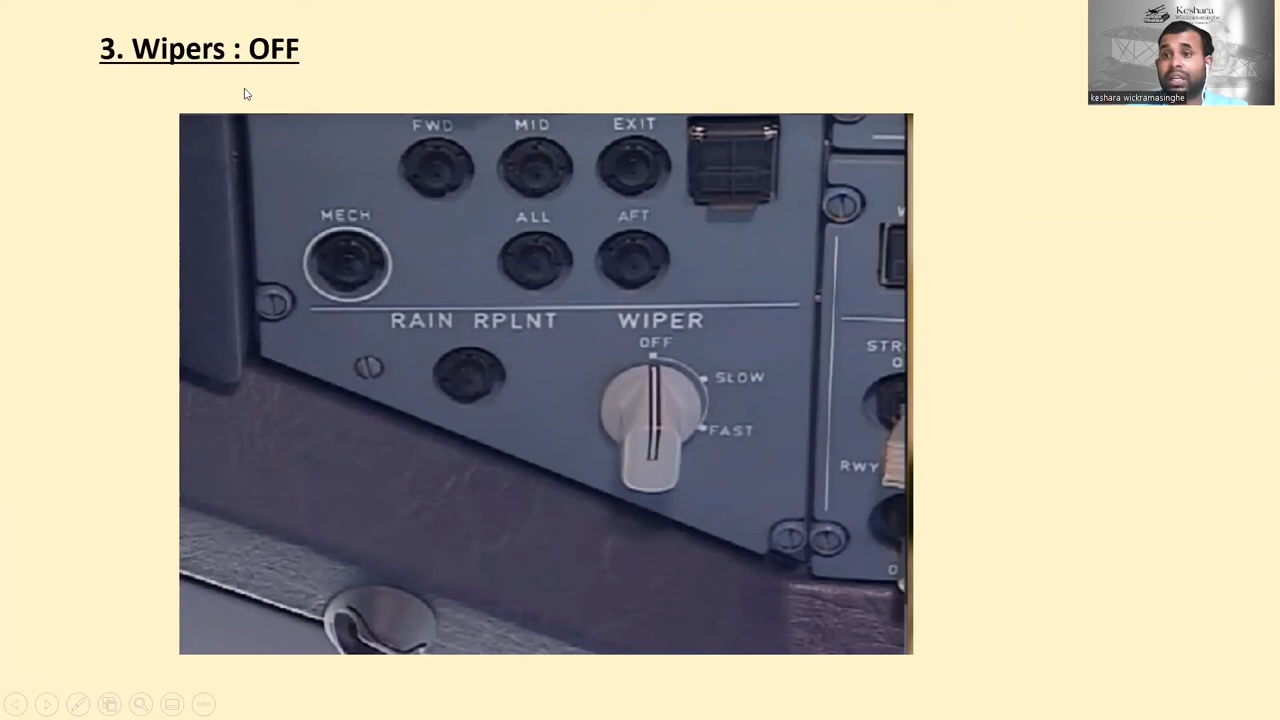 3. Wipers : OFF
Keshara
Wickramasinghe
keshara wickramasinghe
FWD MID EXIT
MECH ALL AFT
RAIN RPLNT WIPER
OFF
SLOW
FAST
STR
RWY